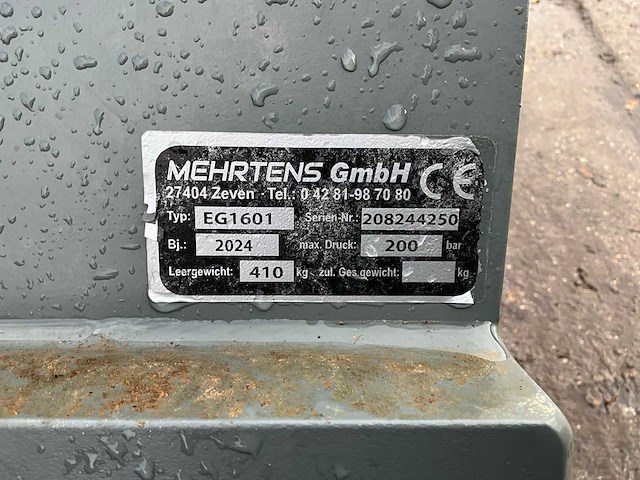 MEHRTENS GmbH CE
27404 Zeven · Tel.: 0 42 81-98 70 80
Typ: EG1601 Serien-Nr.: 208244250
Bj.: 2024 max. Druck: 200 bar
Leergewicht: 410 kg zul. Ges.gewicht: kg